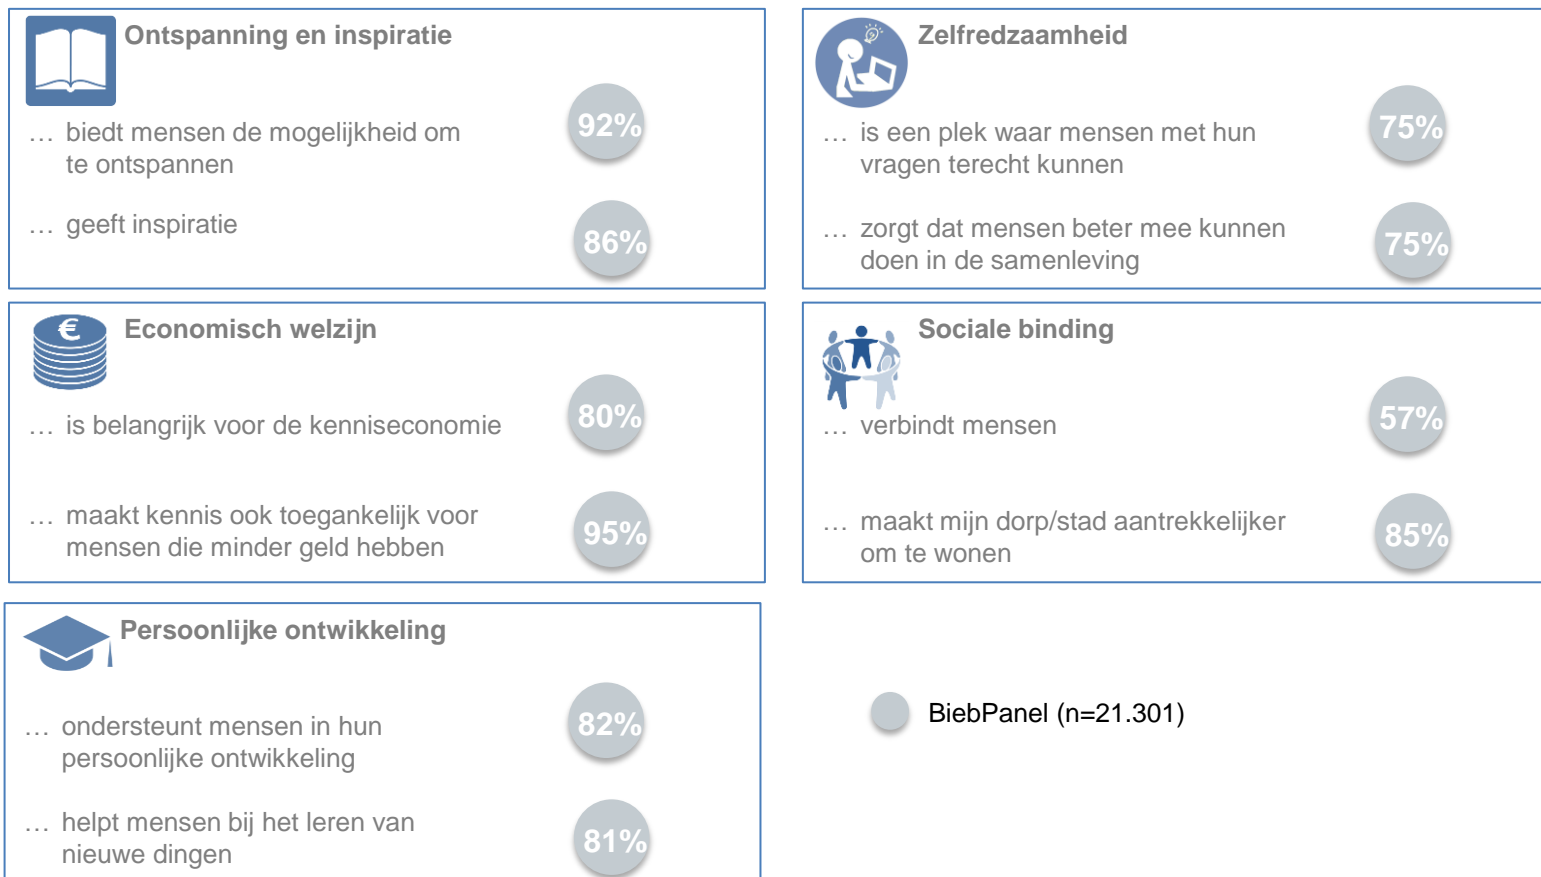 Ontspanning en inspiratie
… biedt mensen de mogelijkheid om
te ontspannen
92%
… geeft inspiratie
86%
Zelfredzaamheid
… is een plek waar mensen met hun
vragen terecht kunnen
75%
… zorgt dat mensen beter mee kunnen
doen in de samenleving
75%
€
Economisch welzijn
… is belangrijk voor de kenniseconomie
80%
… maakt kennis ook toegankelijk voor
mensen die minder geld hebben
95%
Sociale binding
… verbindt mensen
57%
… maakt mijn dorp/stad aantrekkelijker
om te wonen
85%
Persoonlijke ontwikkeling
… ondersteunt mensen in hun
persoonlijke ontwikkeling
82%
… helpt mensen bij het leren van
nieuwe dingen
81%
BiebPanel (n=21.301)